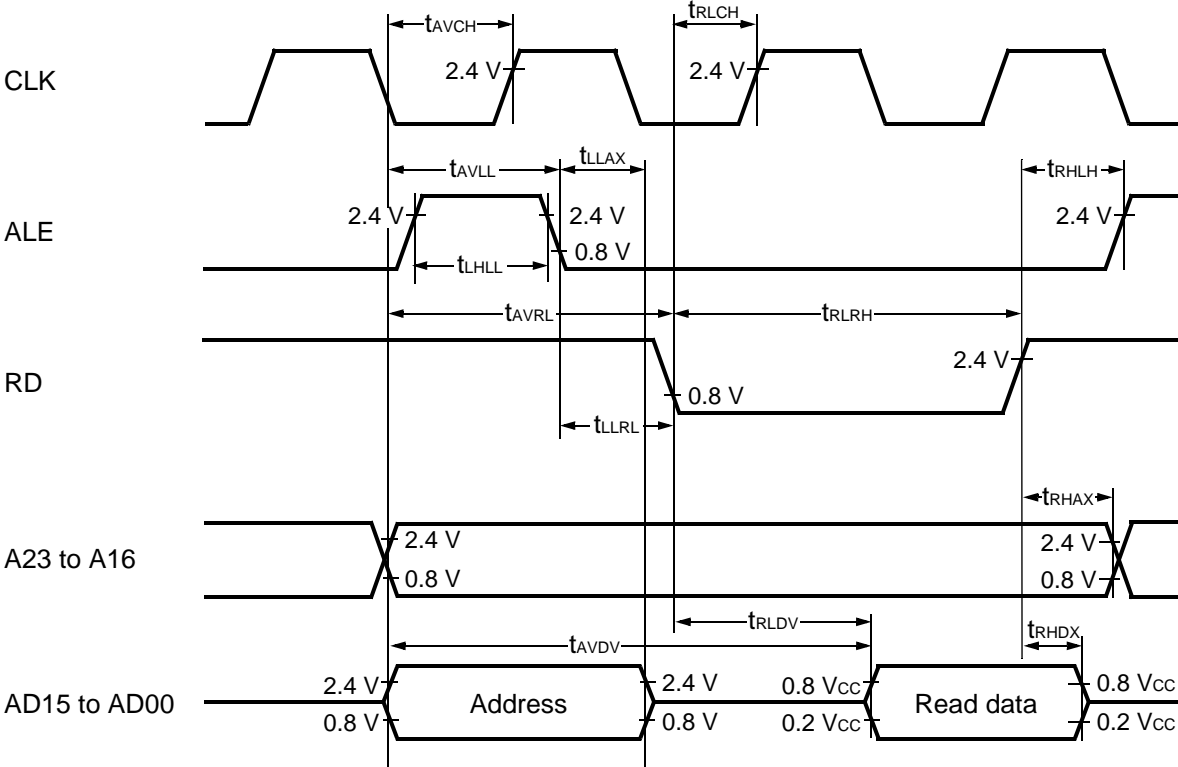 tAVCH
tRLCH
CLK
2.4 V
2.4 V
tAVLL
tLLAX
tRHLH
ALE
2.4 V
2.4 V
2.4 V
0.8 V
tLHLL
tAVRL
tRLRH
RD
2.4 V
0.8 V
tLLRL
tRHAX
A23 to A16
2.4 V
2.4 V
0.8 V
0.8 V
tRLDV
tRHDX
tAVDV
AD15 to AD00
2.4 V
Address
2.4 V
0.8 VCC
Read data
0.8 VCC
0.8 V
0.8 V
0.2 VCC
0.2 VCC